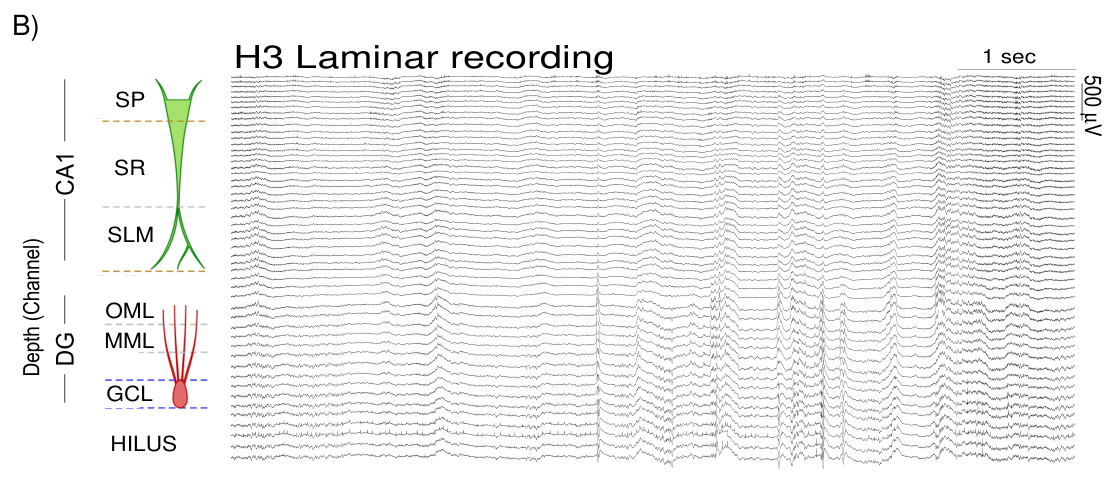 B)
H3 Laminar recording
1 sec
500 µV
Depth (Channel)
CA1
SP
SR
SLM
DG
OML
MML
GCL
HILUS